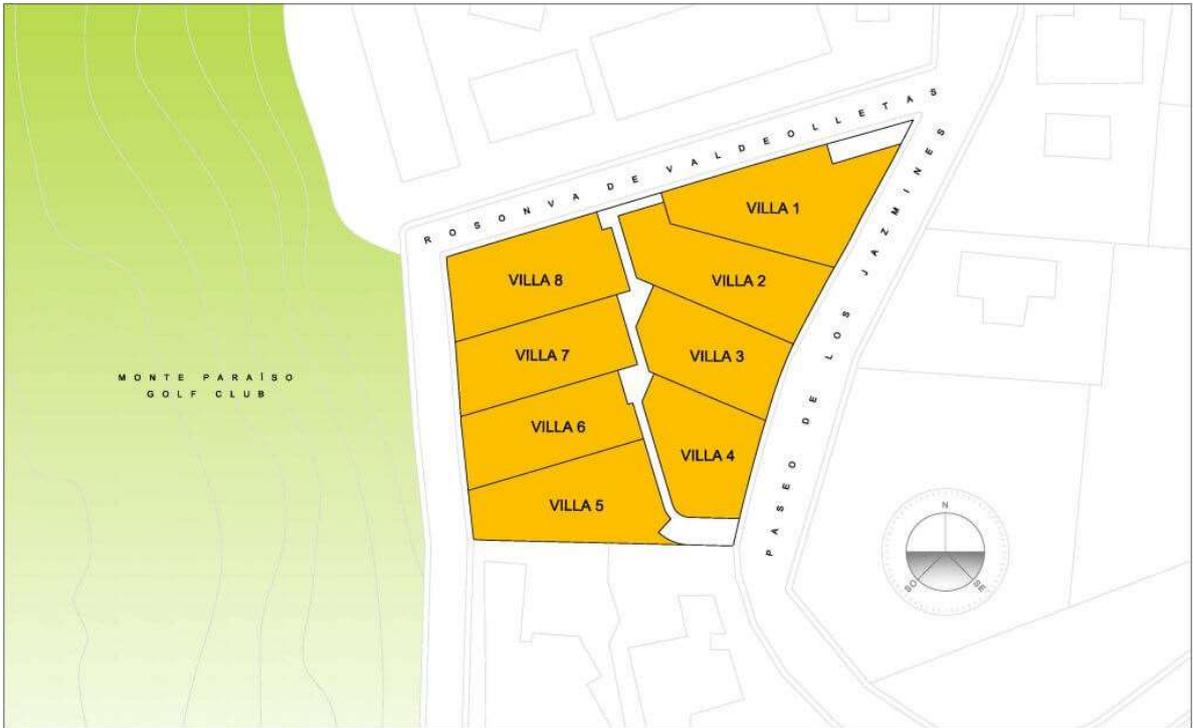 ROSONVA DE VALDEOLLETAS
PASEO DE LOS JAZMINES
VILLA 1
VILLA 8
VILLA 2
VILLA 7
VILLA 3
MONTE PARAÍSO
GOLF CLUB
VILLA 6
VILLA 4
VILLA 5
N
SO
SE